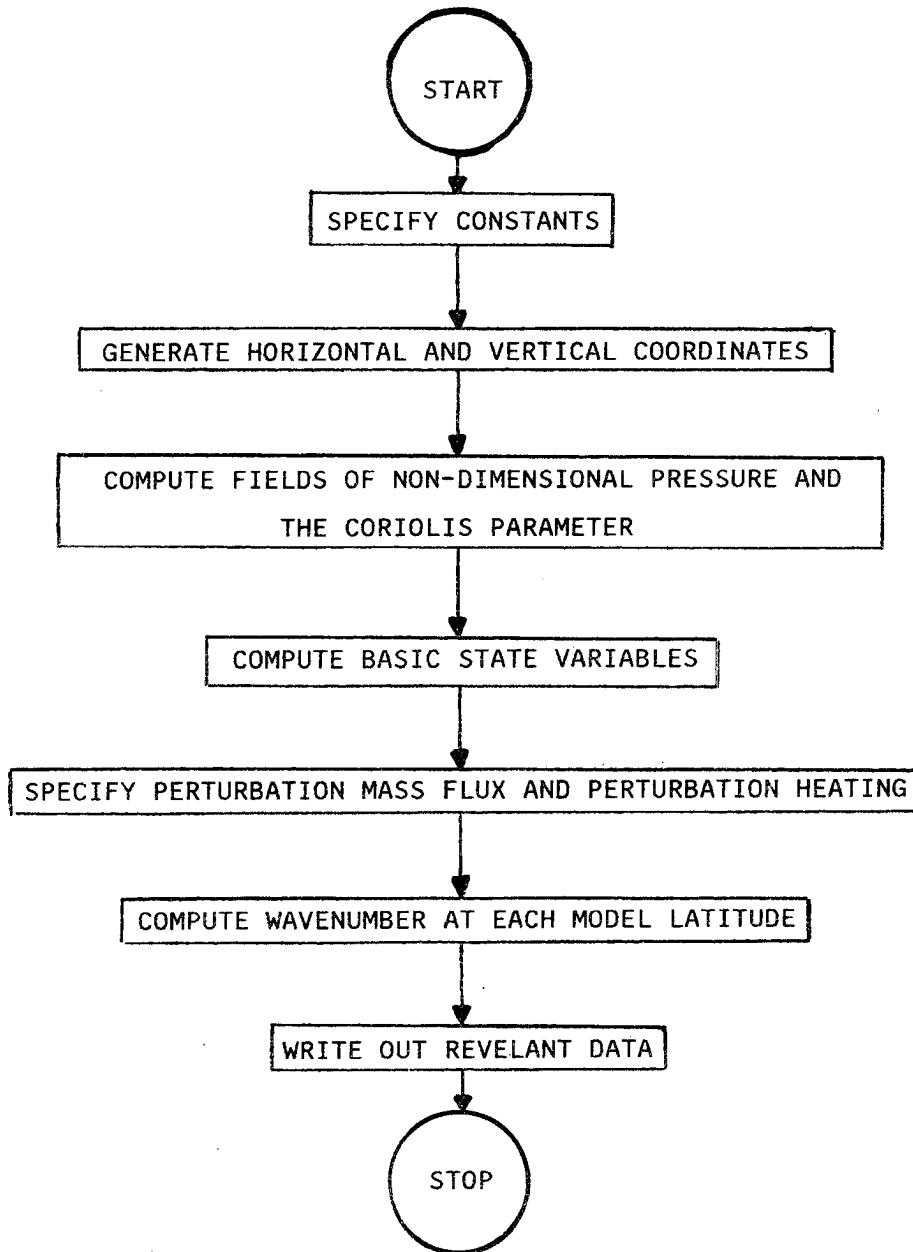 START
SPECIFY CONSTANTS
GENERATE HORIZONTAL AND VERTICAL COORDINATES
COMPUTE FIELDS OF NON-DIMENSIONAL PRESSURE AND
THE CORIOLIS PARAMETER
COMPUTE BASIC STATE VARIABLES
SPECIFY PERTURBATION MASS FLUX AND PERTURBATION HEATING
COMPUTE WAVENUMBER AT EACH MODEL LATITUDE
WRITE OUT REVELANT DATA
STOP